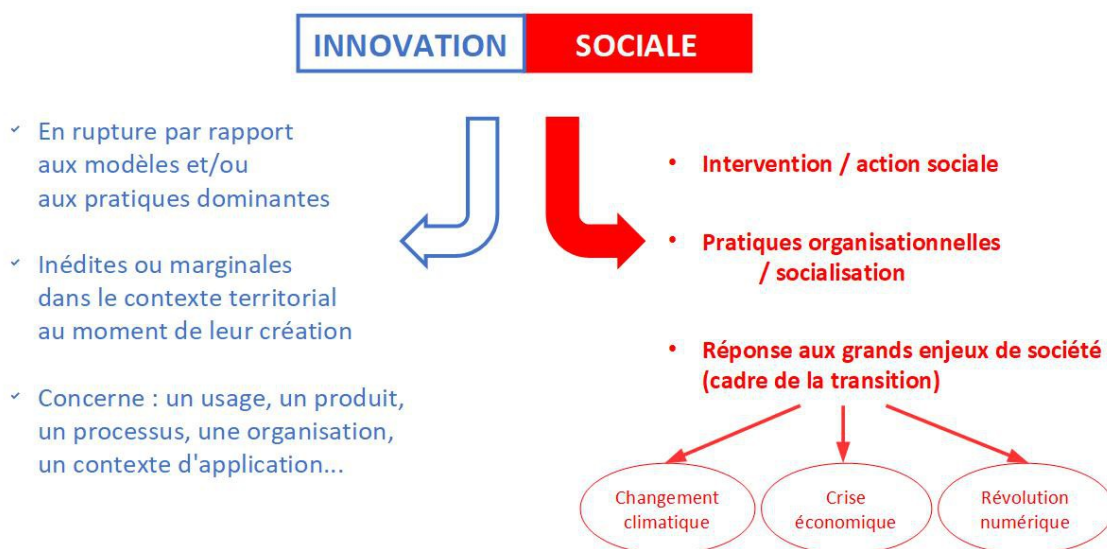 INNOVATION SOCIALE
✓ En rupture par rapport
aux modèles et/ou
aux pratiques dominantes
✓ Inédites ou marginales
dans le contexte territorial
au moment de leur création
✓ Concerne : un usage, un produit,
un processus, une organisation,
un contexte d'application...
• Intervention / action sociale
• Pratiques organisationnelles
/ socialisation
• Réponse aux grands enjeux de société
(cadre de la transition)
Changement
climatique
Crise
économique
Révolution
numérique